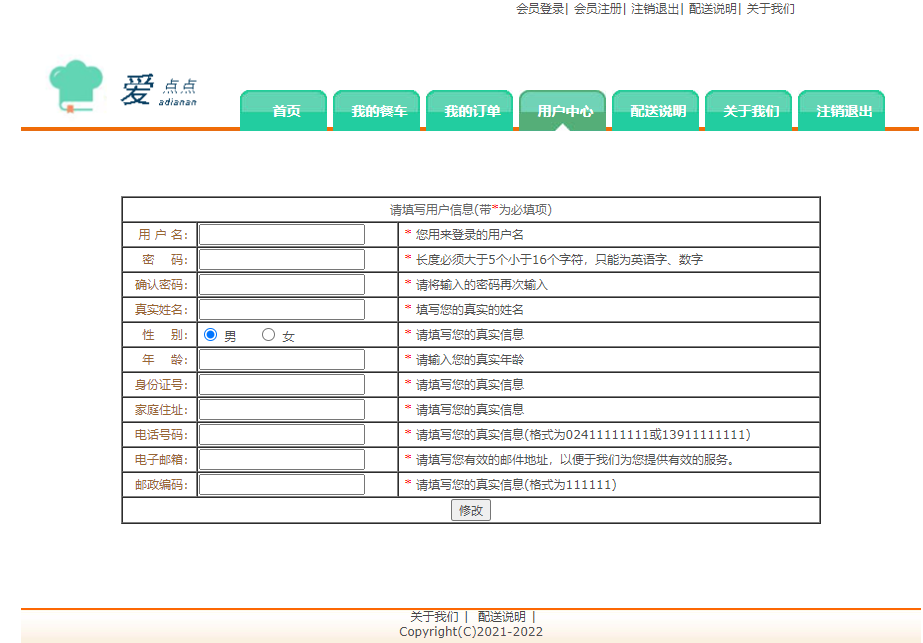 会员登录| 会员注册| 注销退出| 配送说明| 关于我们
爱 点点
adianan
首页 我的餐车 我的订单 用户中心 配送说明 关于我们 注销退出
请填写用户信息(带*为必填项)
用 户 名: * 您用来登录的用户名
密 码: * 长度必须大于5个小于16个字符，只能为英语字、数字
确认密码: * 请将输入的密码再次输入
真实姓名: * 填写您的真实的姓名
性 别: 男 女 * 请填写您的真实信息
年 龄: * 请输入您的真实年龄
身份证号: * 请填写您的真实信息
家庭住址: * 请填写您的真实信息
电话号码: * 请填写您的真实信息(格式为02411111111或13911111111)
电子邮箱: * 请填写您有效的邮件地址，以便于我们为您提供有效的服务。
邮政编码: * 请填写您的真实信息(格式为111111)
修改
关于我们 | 配送说明 |
Copyright(C)2021-2022